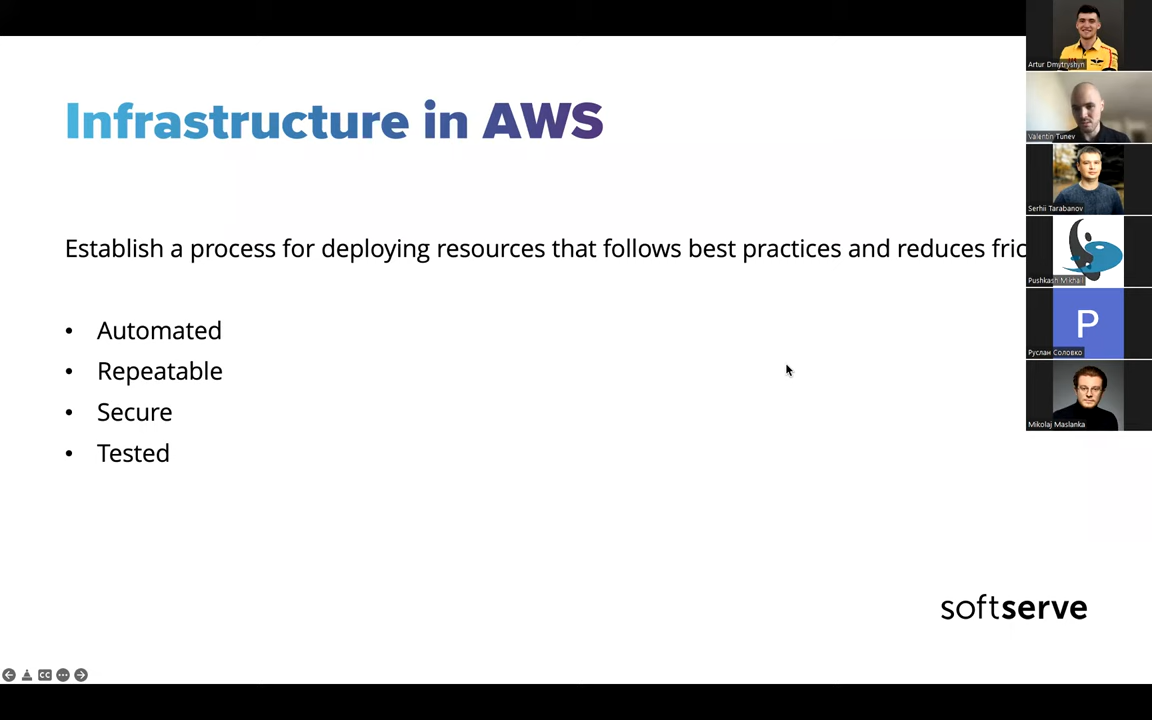 Infrastructure in AWS
Establish a process for deploying resources that follows best practices and reduces fric
• Automated
• Repeatable
• Secure
• Tested
softserve
CC
Artur Dmytryshyn
Valentin Tunev
Serhii Tarabanov
Pushkash Mikhail
P
Руслан Соловко
Mikolaj Maslanka